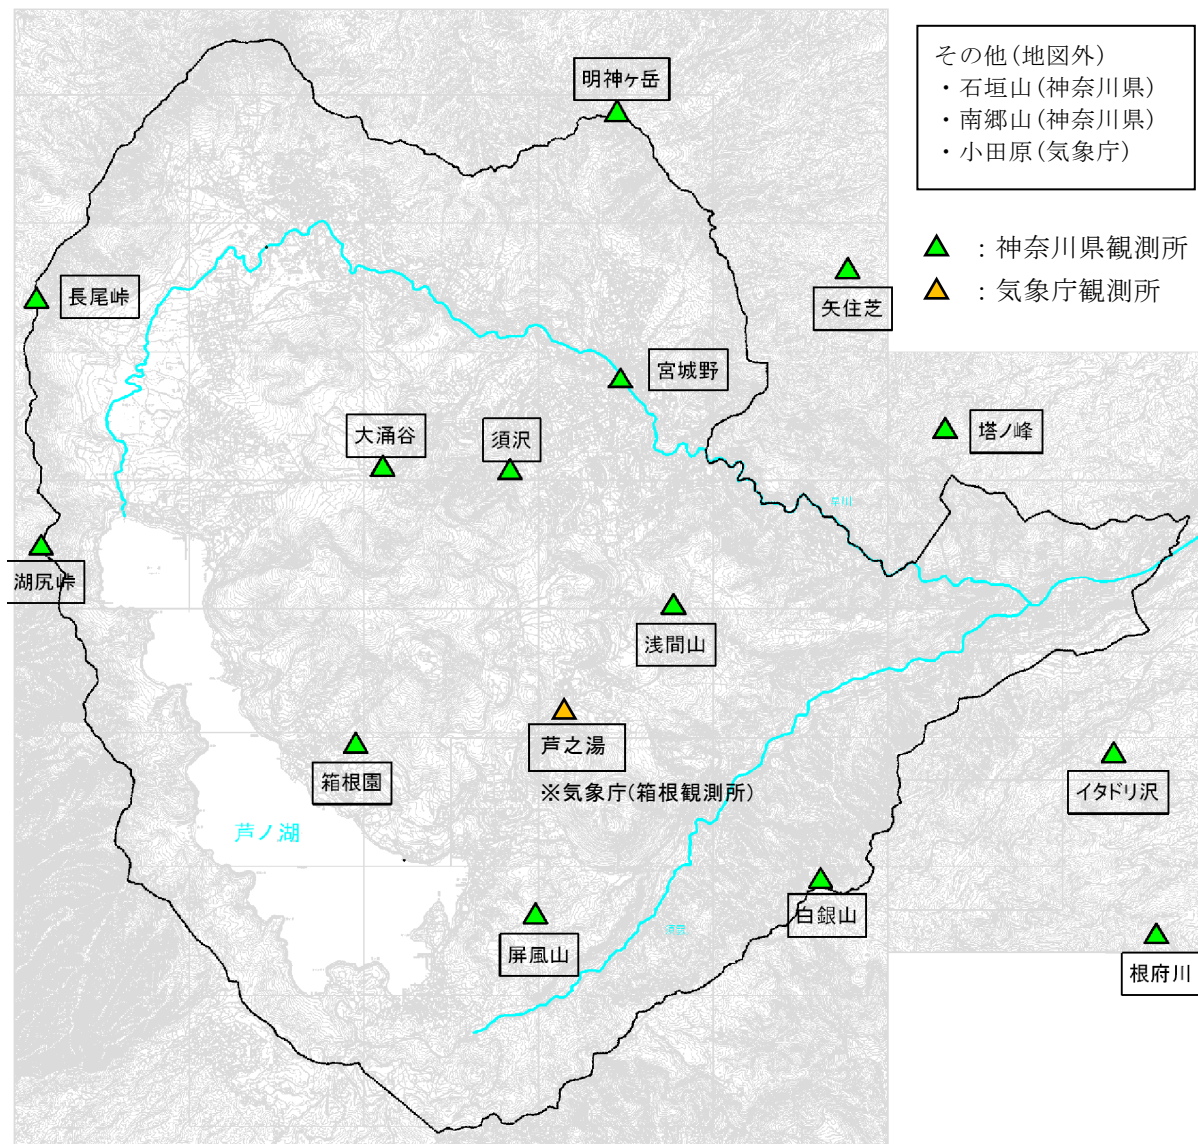 その他(地図外)
・石垣山(神奈川県)
・南郷山(神奈川県)
・小田原(気象庁)
：神奈川県観測所
：気象庁観測所
明神ヶ岳
長尾峠
矢住芝
宮城野
大涌谷
須沢
塔ノ峰
早川
湖尻峠
浅間山
芦之湯
※気象庁(箱根観測所)
箱根園
イタドリ沢
芦ノ湖
白銀山
屏風山
根府川